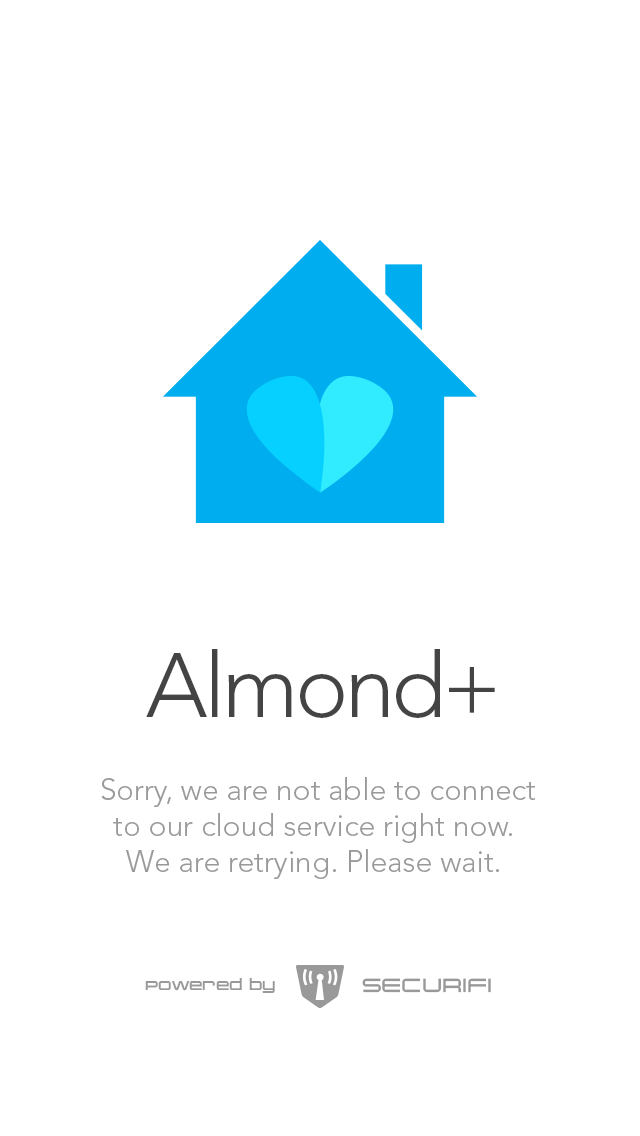 Almond+
Sorry, we are not able to connect
to our cloud service right now.
We are retrying. Please wait.
powered by SECURIFI